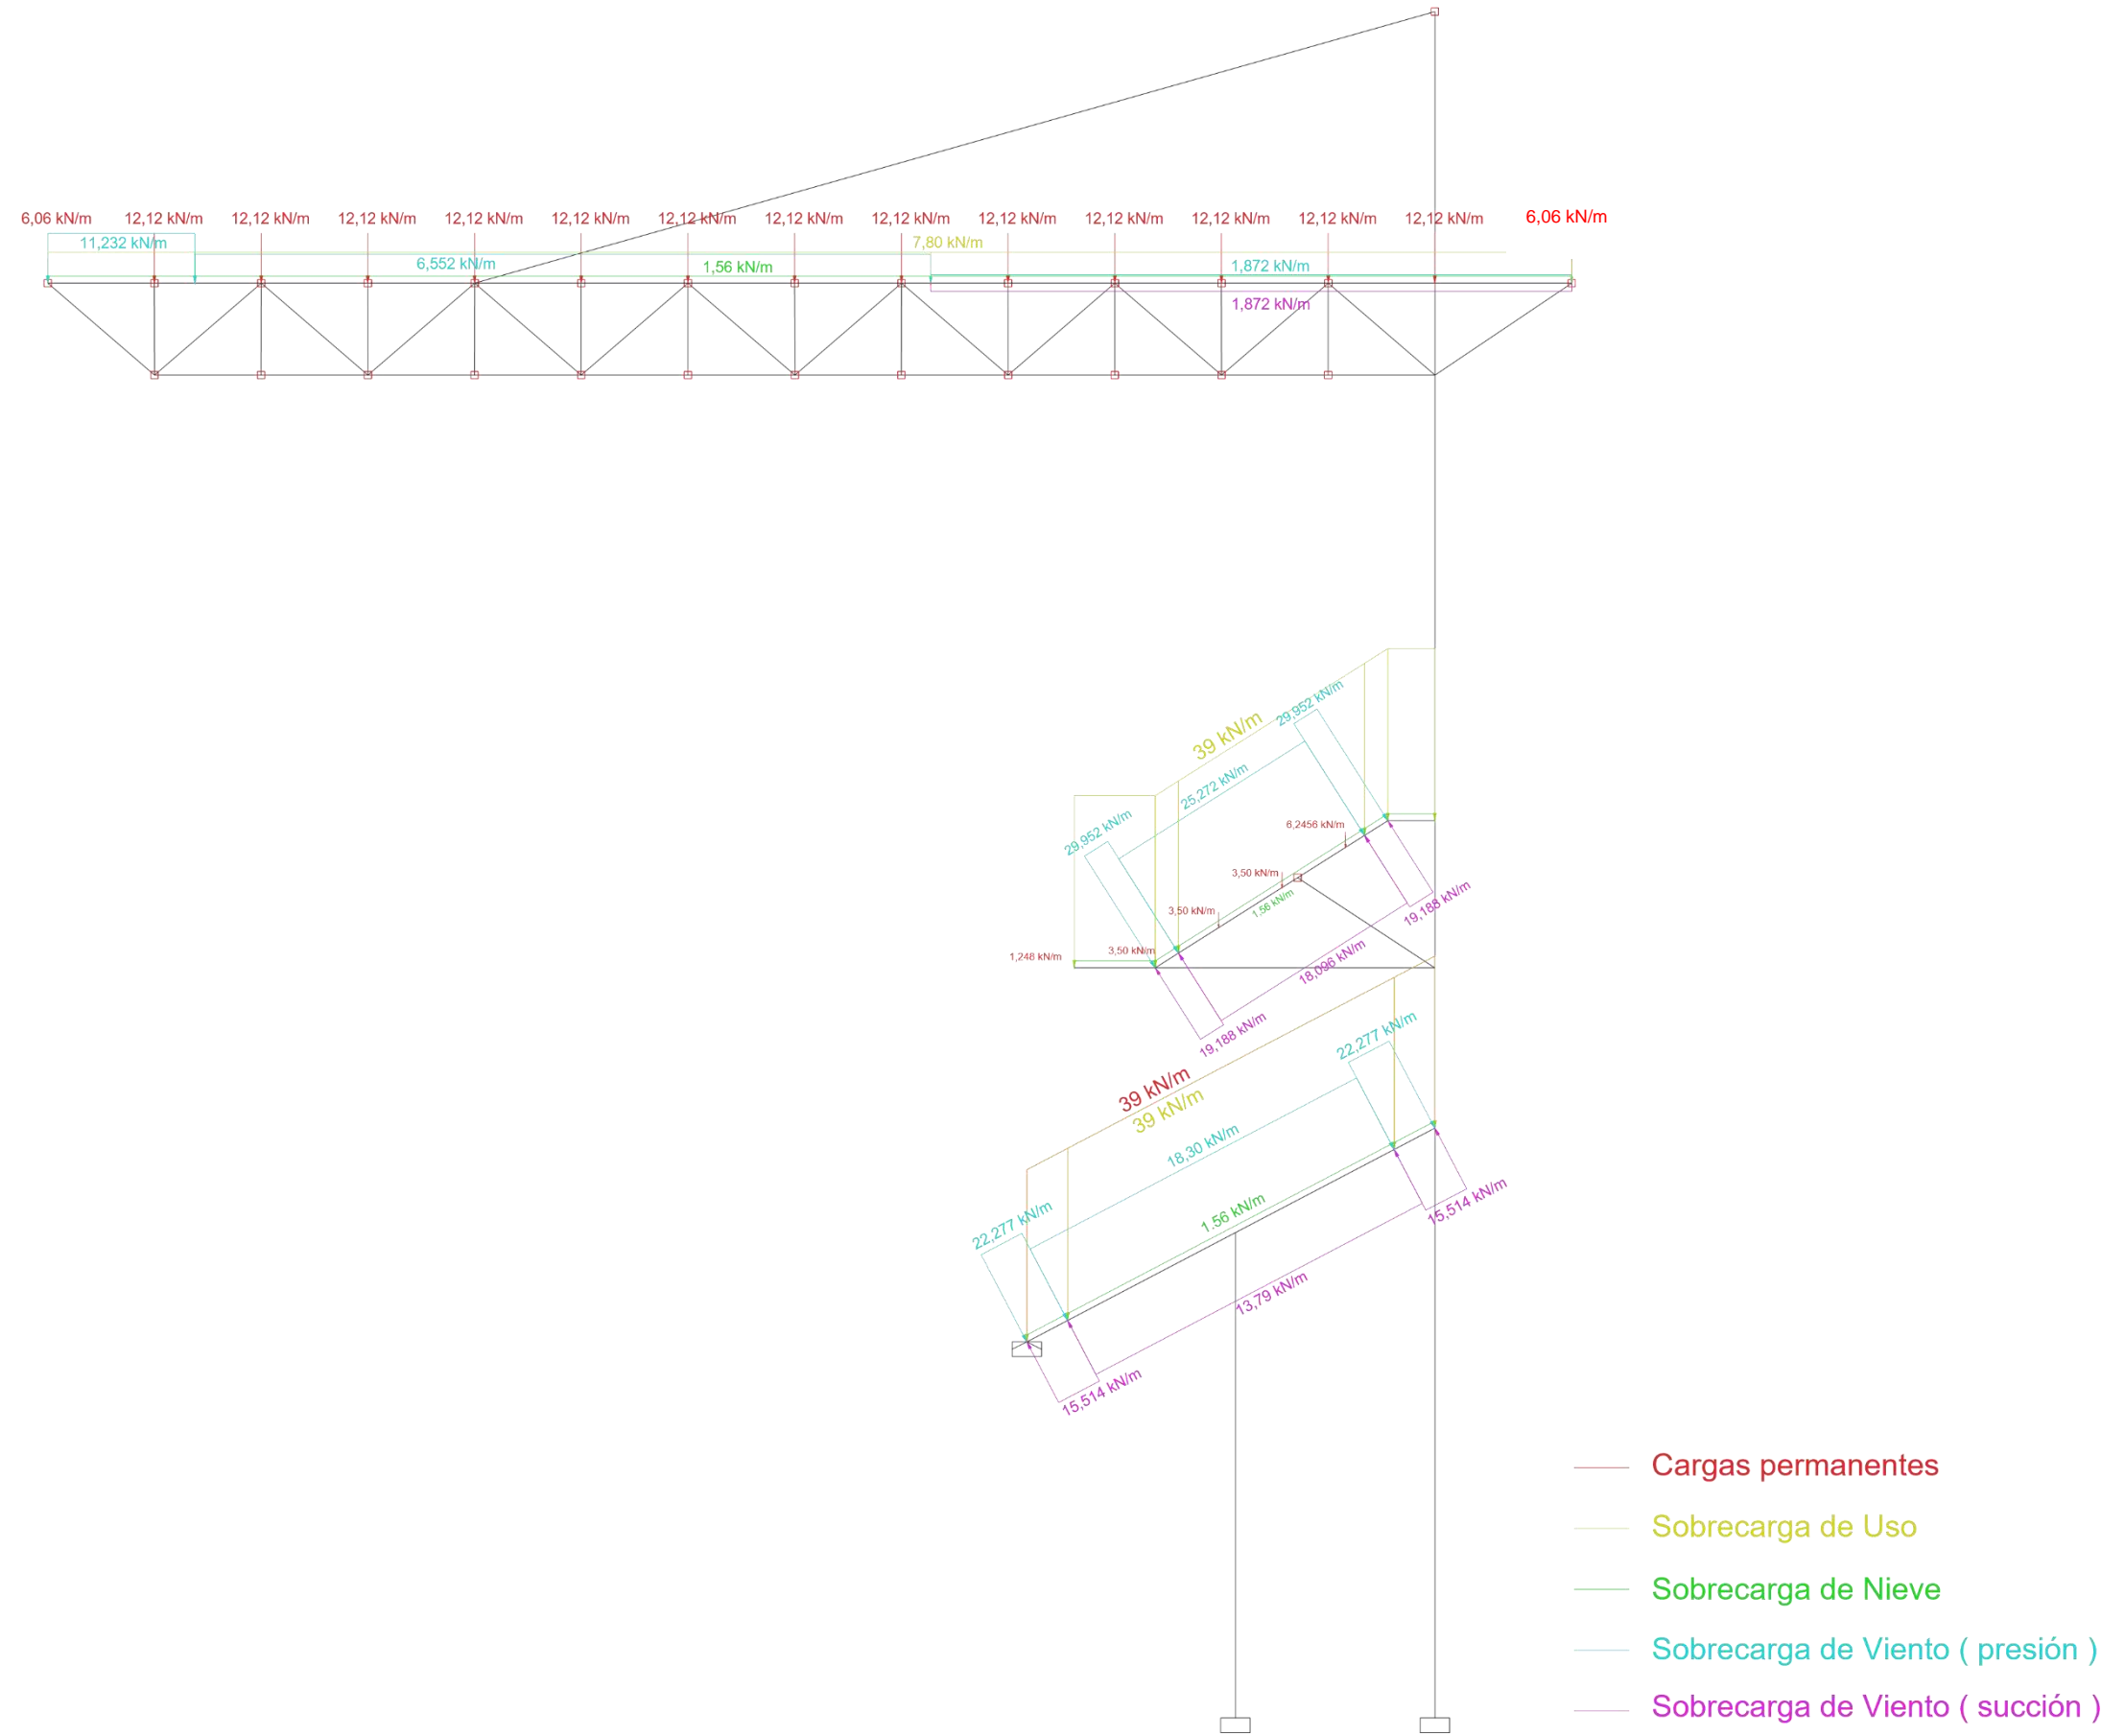 6,06 kN/m
12,12 kN/m
12,12 kN/m
12,12 kN/m
12,12 kN/m
12,12 kN/m
12,12 kN/m
12,12 kN/m
12,12 kN/m
12,12 kN/m
12,12 kN/m
12,12 kN/m
12,12 kN/m
12,12 kN/m
6,06 kN/m
11,232 kN/m
7,80 kN/m
6,552 kN/m
1,56 kN/m
1,872 kN/m
1,872 kN/m
29,952 kN/m
39 kN/m
25,272 kN/m
29,952 kN/m
6,2456 kN/m
3,50 kN/m
1,56 kN/m
3,50 kN/m
19,188 kN/m
3,50 kN/m
1,248 kN/m
18,096 kN/m
19,188 kN/m
22,277 kN/m
39 kN/m
39 kN/m
18,30 kN/m
1.56 kN/m
22,277 kN/m
15,514 kN/m
13,79 kN/m
15,514 kN/m
Cargas permanentes
Sobrecarga de Uso
Sobrecarga de Nieve
Sobrecarga de Viento ( presión )
Sobrecarga de Viento ( succión )